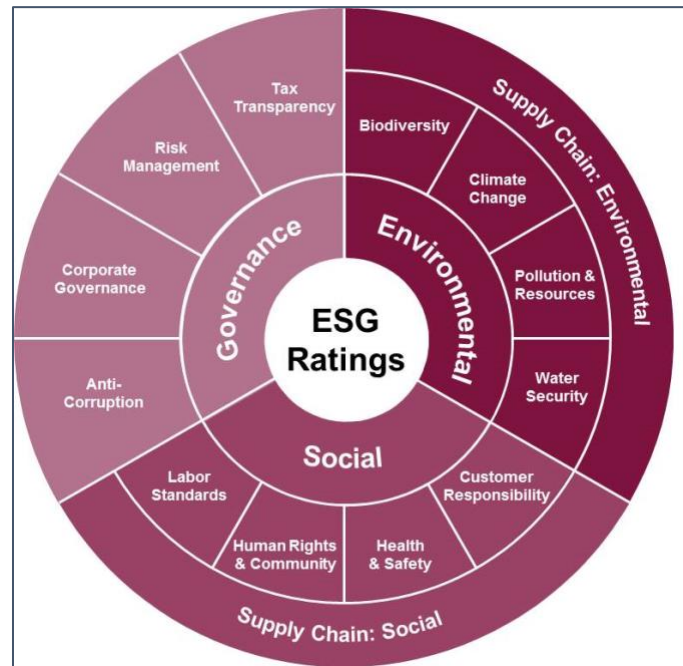 ESG
Ratings
Environmental
Biodiversity
Climate
Change
Pollution &
Resources
Water
Security
Supply Chain: Environmental
Social
Customer
Responsibility
Health
& Safety
Human Rights
& Community
Labor
Standards
Supply Chain: Social
Governance
Anti-
Corruption
Corporate
Governance
Risk
Management
Tax
Transparency